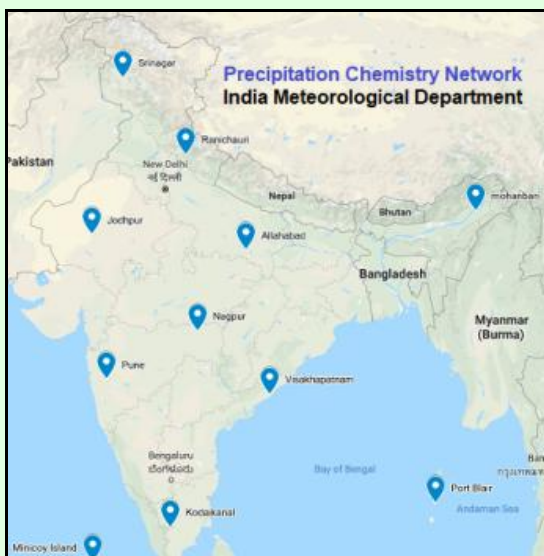 Precipitation Chemistry Network
India Meteorological Department
Srinagar
Ranichauri
Pakistan
New Delhi
नई दिल्ली
Nepal
Bhutan
mohanbari
Jodhpur
Allahabad
Bangladesh
Nagpur
Myanmar
(Burma)
Pune
Visakhapatnam
Bengaluru
ಬೆಂಗಳೂರು
Bay of Bengal
Port Blair
Andaman Sea
Kodaikanal
Minicoy Island